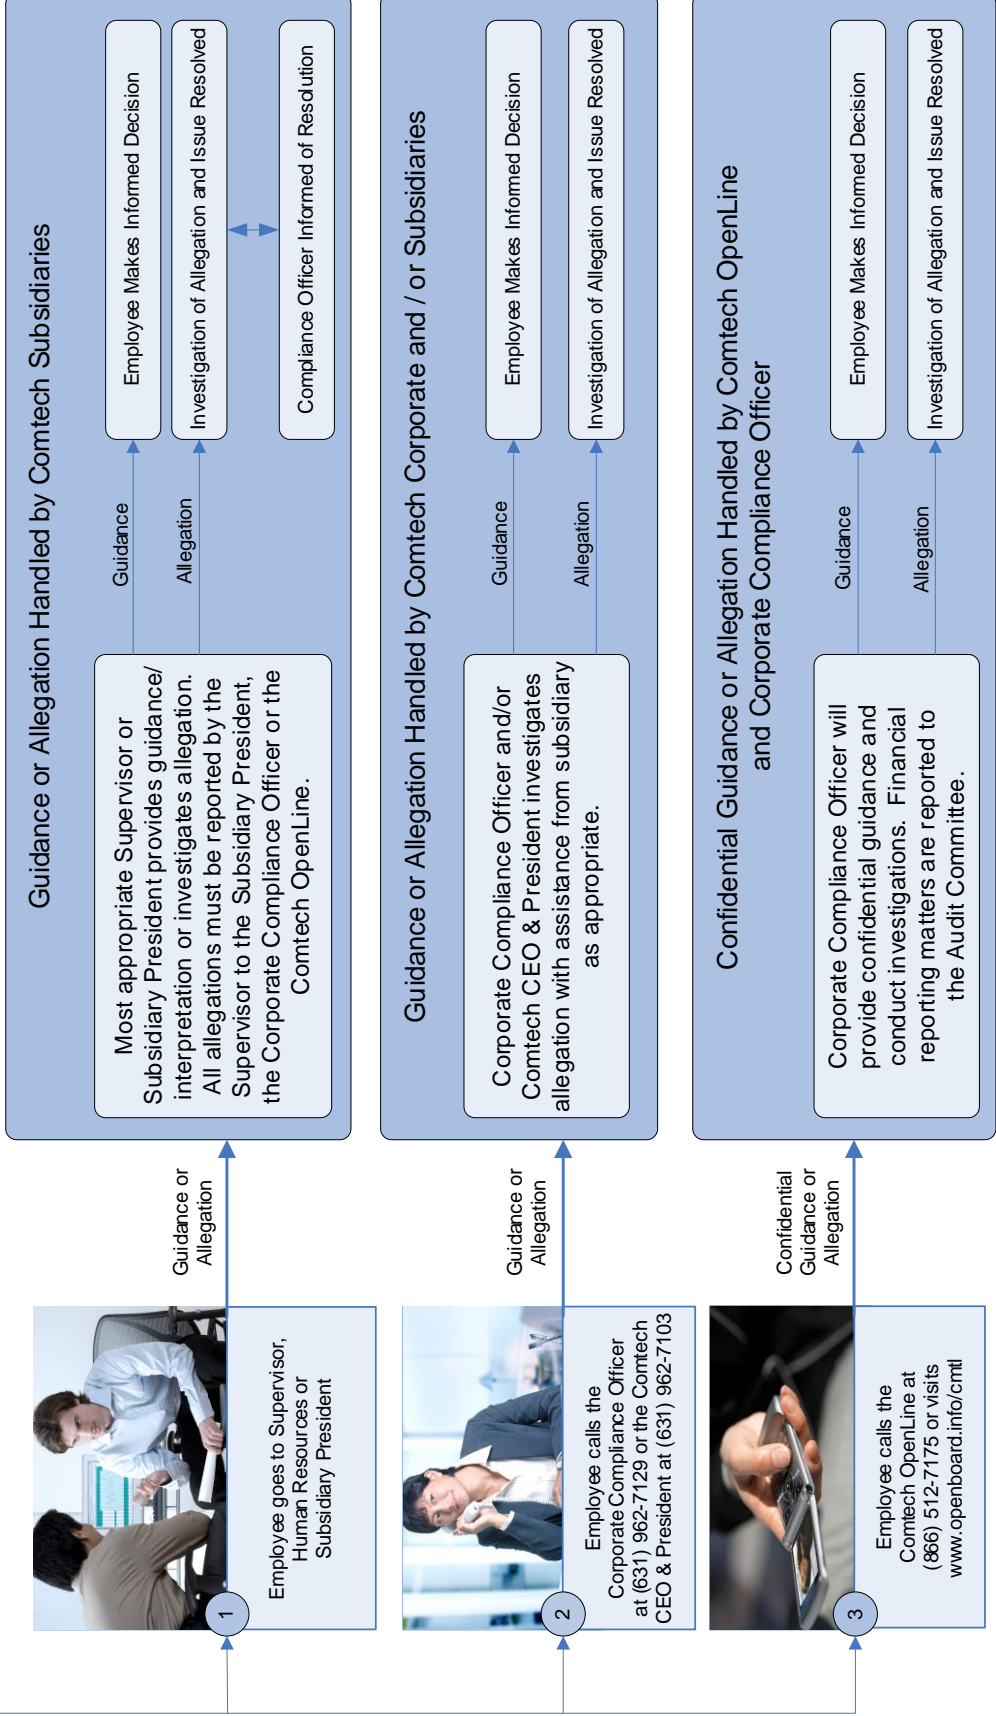 1
Employee goes to Supervisor,
Human Resources or
Subsidiary President
Guidance or
Allegation
Guidance or Allegation Handled by Comtech Subsidiaries
Most appropriate Supervisor or
Subsidiary President provides guidance/
interpretation or investigates allegation.
All allegations must be reported by the
Supervisor to the Subsidiary President,
the Corporate Compliance Officer or the
Comtech OpenLine.
Guidance
Allegation
Employee Makes Informed Decision
Investigation of Allegation and Issue Resolved
Compliance Officer Informed of Resolution
2
Employee calls the
Corporate Compliance Officer
at (631) 962-7129 or the Comtech
CEO & President at (631) 962-7103
Guidance or
Allegation
Guidance or Allegation Handled by Comtech Corporate and / or Subsidiaries
Corporate Compliance Officer and/or
Comtech CEO & President investigates
allegation with assistance from subsidiary
as appropriate.
Guidance
Allegation
Employee Makes Informed Decision
Investigation of Allegation and Issue Resolved
3
Employee calls the
Comtech OpenLine at
(866) 512-7175 or visits
www.openboard.info/cmtl
Confidential
Guidance or
Allegation
Confidential Guidance or Allegation Handled by Comtech OpenLine
and Corporate Compliance Officer
Corporate Compliance Officer will
provide confidential guidance and
conduct investigations. Financial
reporting matters are reported to
the Audit Committee.
Guidance
Allegation
Employee Makes Informed Decision
Investigation of Allegation and Issue Resolved